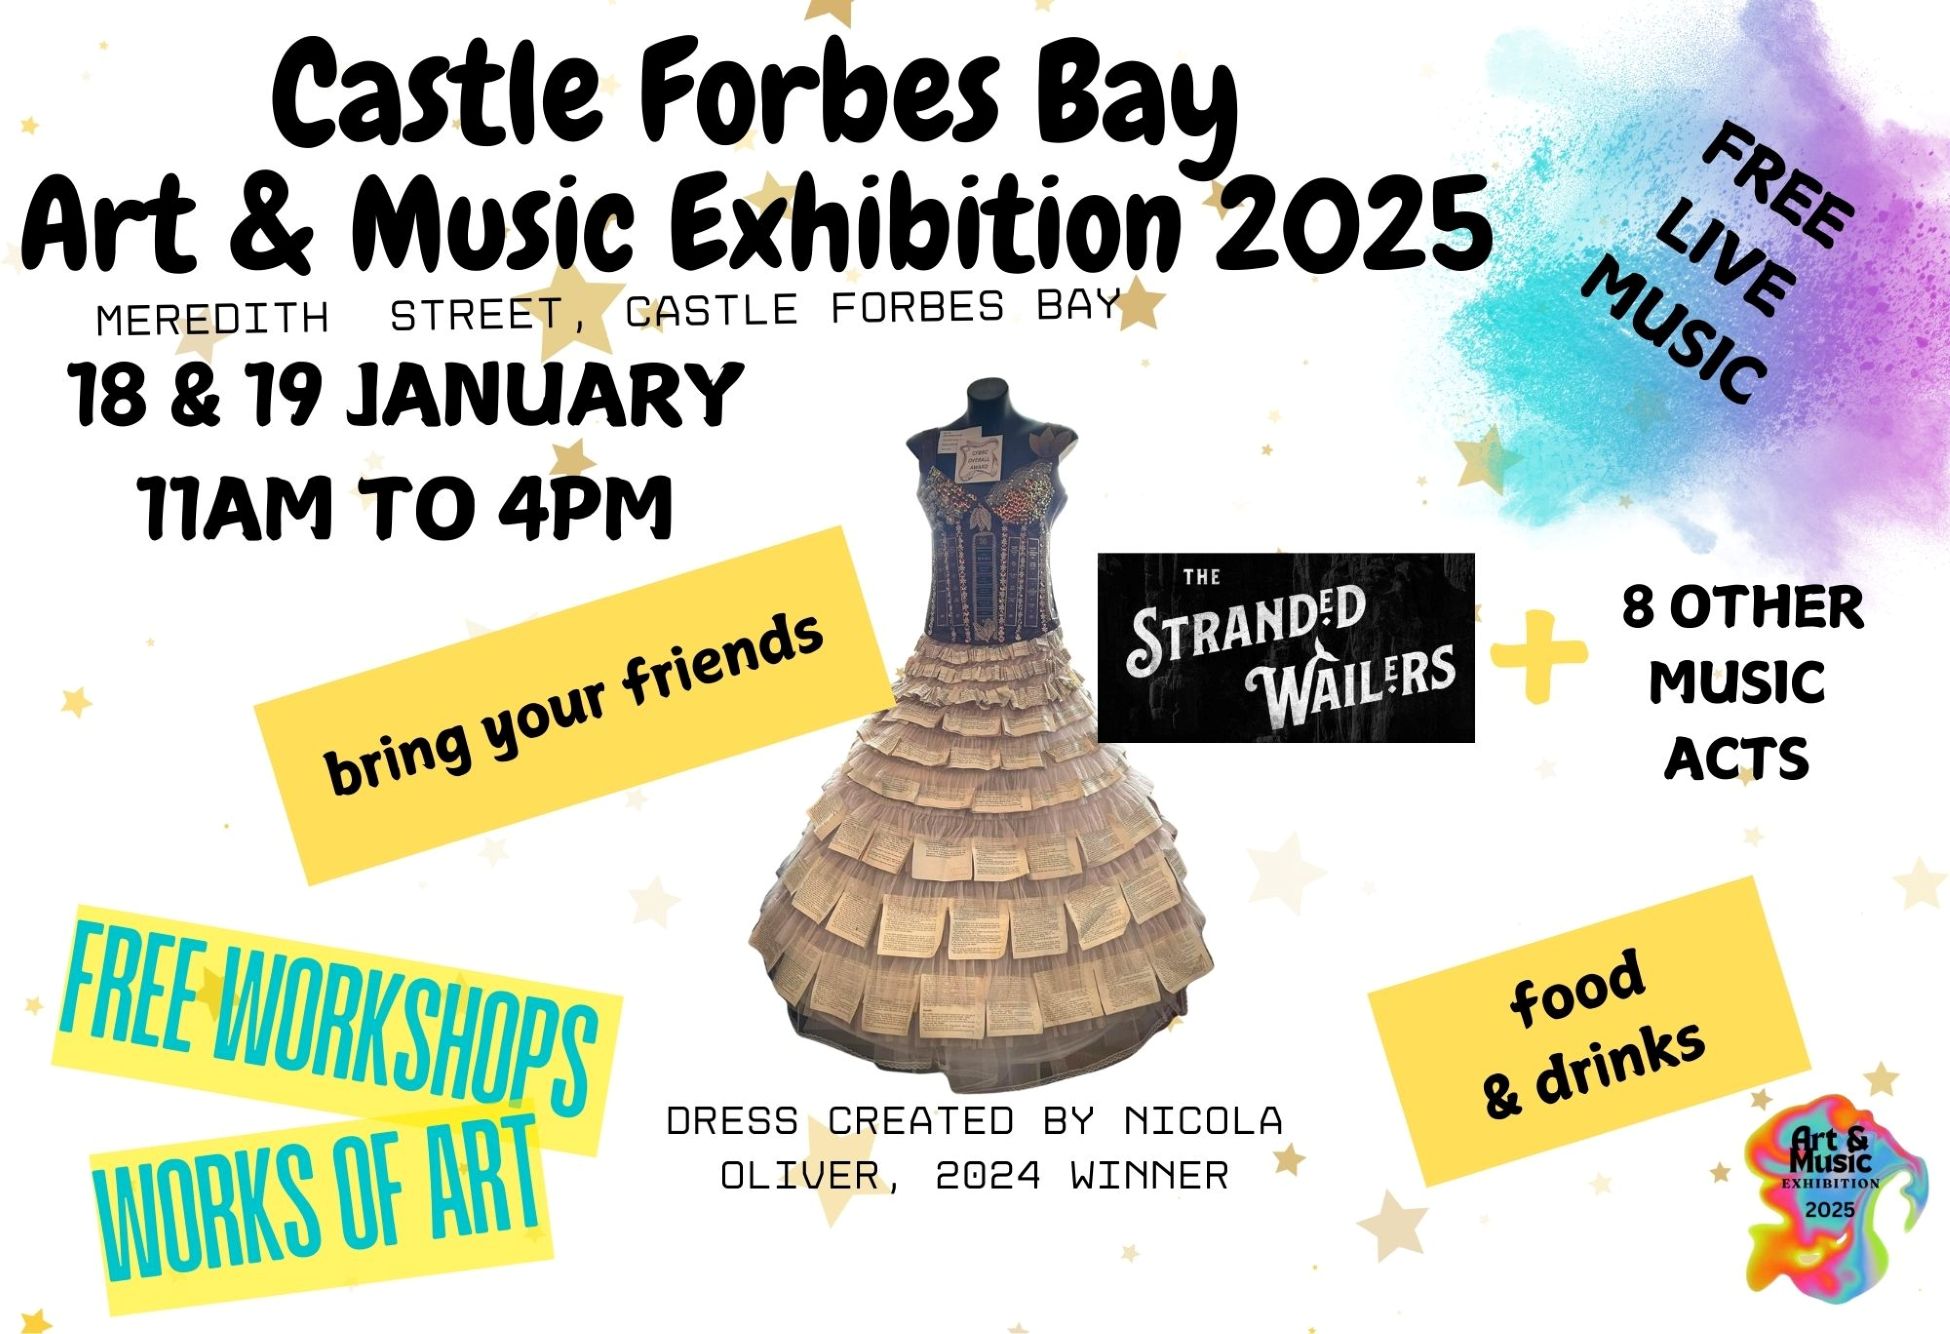 Castle Forbes Bay
Art & Music Exhibition 2025
MEREDITH STREET, CASTLE FORBES BAY
18 & 19 JANUARY
11AM TO 4PM
FREE
LIVE
MUSIC
bring your friends
THE
STRANDED
WAILERS
+
8 OTHER
MUSIC
ACTS
FREE WORKSHOPS
WORKS OF ART
food
& drinks
DRESS CREATED BY NICOLA
OLIVER, 2024 WINNER
Art &
Music
EXHIBITION
2025
OVERALL
AWARD